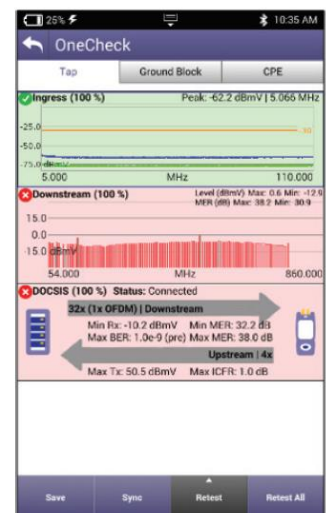 25%
10:35 AM
OneCheck
Tap
Ground Block
CPE
Ingress (100 %)
Peak: -62.2 dBmV | 5.066 MHz
-25.0
-30
-50.0
-75.0 dBmV
5.000 MHz 110.000
Downstream (100 %)
Level (dBmV) Max: 0.6 Min: -12.9
MER (dB) Max: 38.2 Min: 30.9
15.0
0.0
-15.0 dBmV
54.000 MHz 860.000
DOCSIS (100 %) Status: Connected
32x (1x OFDM) | Downstream
Min Rx: -10.2 dBmV Min MER: 32.2 dB
Max BER: 1.0e-9 (pre) Max MER: 38.0 dB
Upstream | 4x
Max Tx: 50.5 dBmV Max ICFR: 1.0 dB
Save
Sync
Retest
Retest All